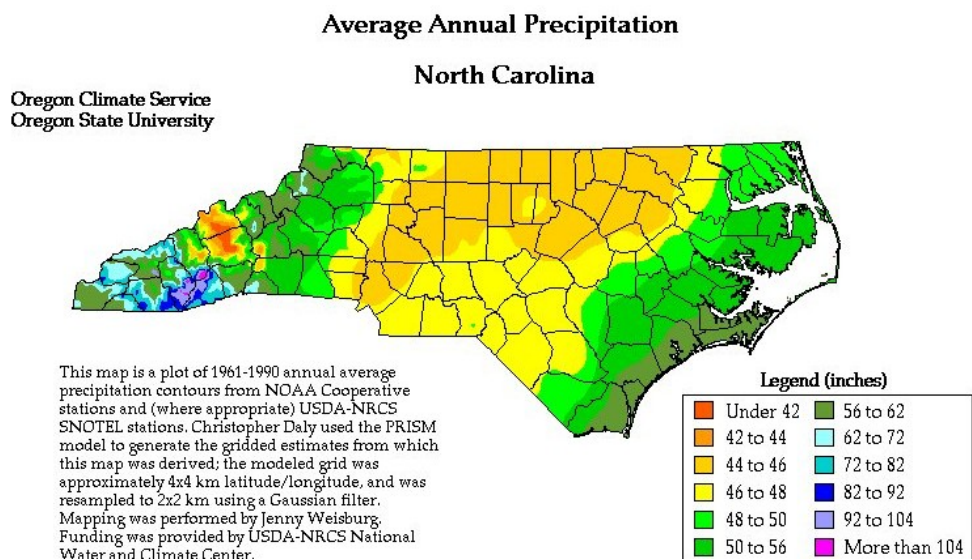 Average Annual Precipitation
North Carolina
Oregon Climate Service
Oregon State University
This map is a plot of 1961-1990 annual average
precipitation contours from NOAA Cooperative
stations and (where appropriate) USDA-NRCS
SNOTEL stations. Christopher Daly used the PRISM
model to generate the gridded estimates from which
this map was derived; the modeled grid was
approximately 4x4 km latitude/longitude, and was
resampled to 2x2 km using a Gaussian filter.
Mapping was performed by Jenny Weisburg.
Funding was provided by USDA-NRCS National
Water and Climate Center.
Legend (inches)
Under 42
42 to 44
44 to 46
46 to 48
48 to 50
50 to 56
56 to 62
62 to 72
72 to 82
82 to 92
92 to 104
More than 104